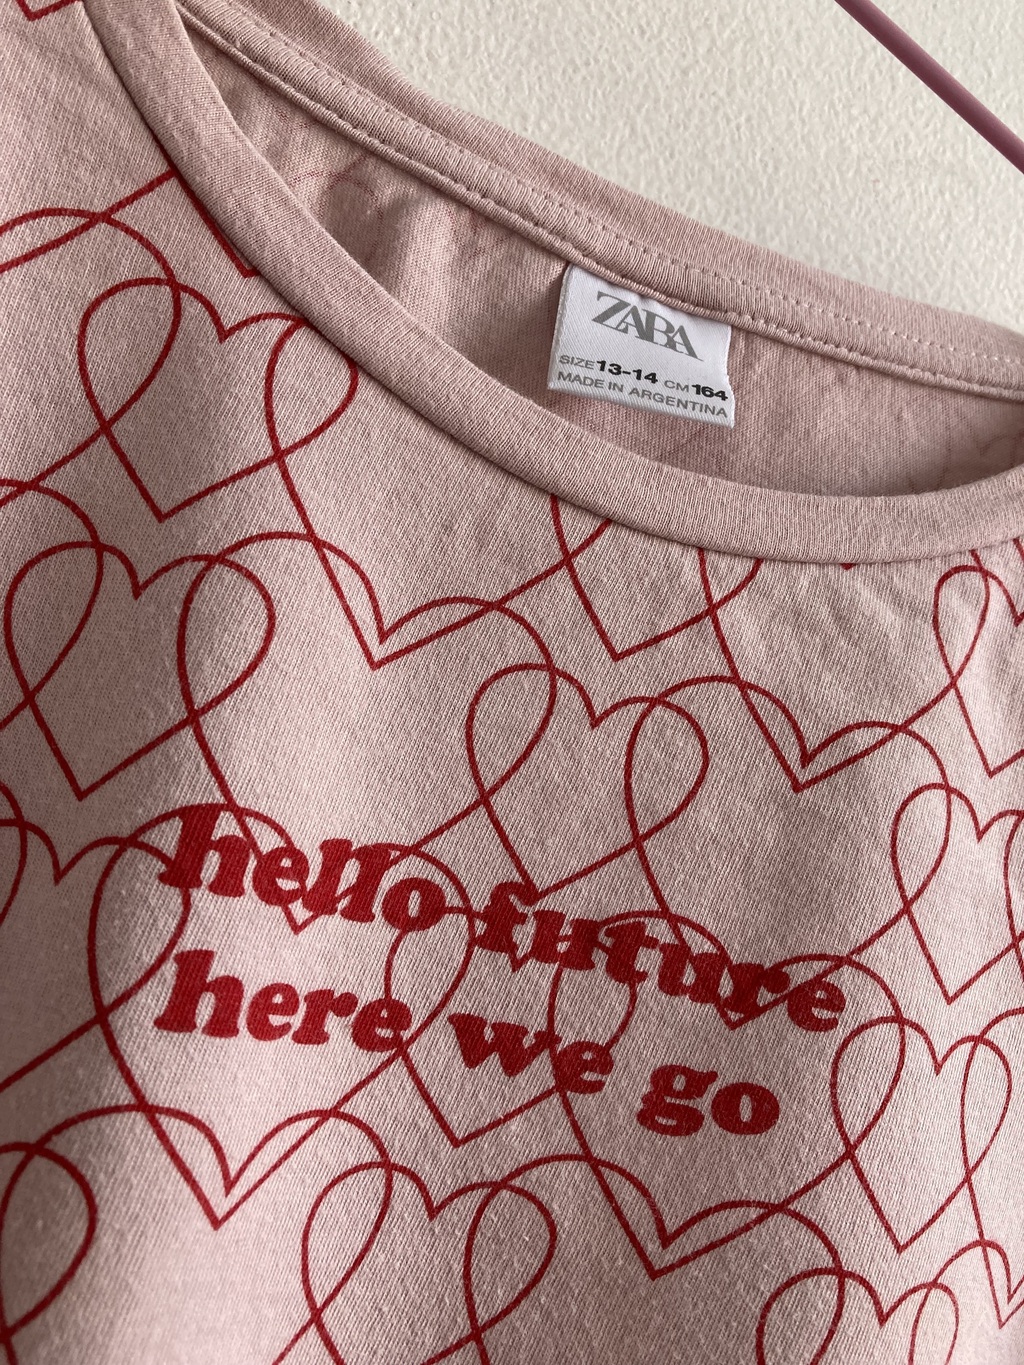 ZARA
SIZE 13-14 CM 164
MADE IN ARGENTINA
hello future
here we go